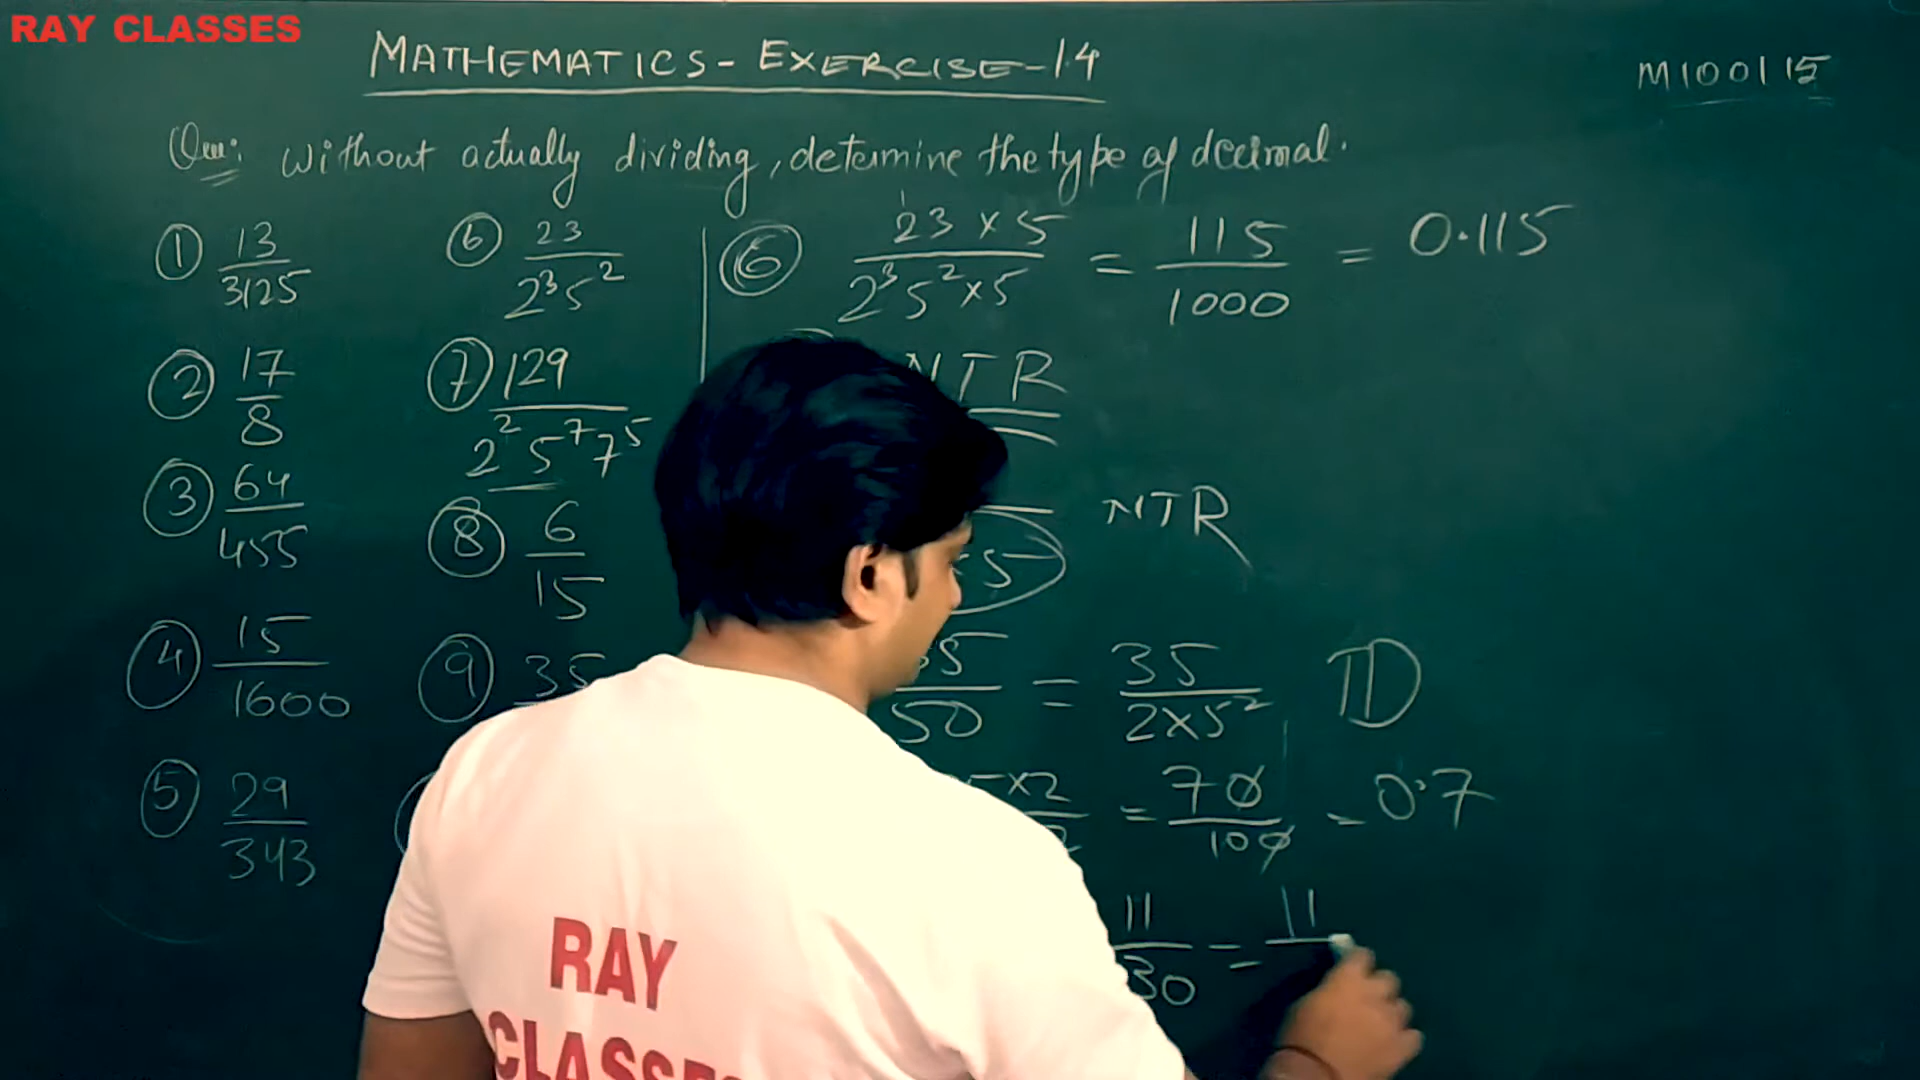 RAY CLASSES
MATHEMATICS - EXERCISE - 1.4
M100115
Que: without actually dividing, determine the type of decimal.
① 13/3125
② 17/8
③ 64/455
④ 15/1600
⑤ 29/343
⑥ 23/2³5²
⑦ 129/2²5⁷7⁵
⑧ 6/15
⑨ 35
⑥ 23×5/2³5²×5 = 115/1000 = 0.115
NTR
NTR
50 = 35/2×5² TD
×2 = 70/100 = 0.7
11/30 = 11
RAY
CLASSES